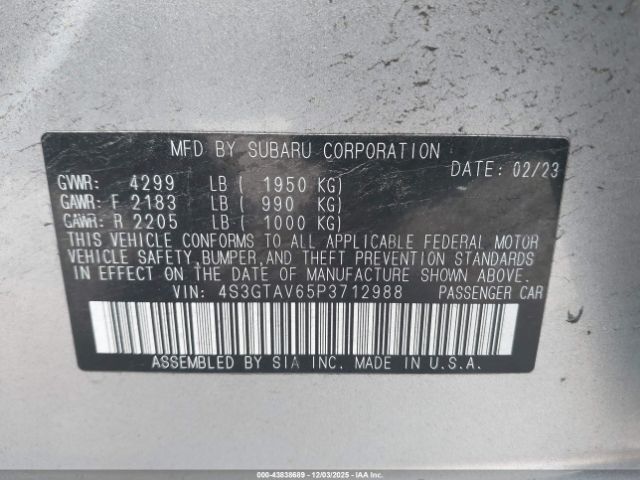 MFD BY SUBARU CORPORATION
DATE: 02/23
GVWR: 4299 LB ( 1950 KG)
GAWR: F 2183 LB ( 990 KG)
GAWR: R 2205 LB ( 1000 KG)
THIS VEHICLE CONFORMS TO ALL APPLICABLE FEDERAL MOTOR
VEHICLE SAFETY, BUMPER, AND THEFT PREVENTION STANDARDS
IN EFFECT ON THE DATE OF MANUFACTURE SHOWN ABOVE.
VIN: 4S3GTAV65P3712988 PASSENGER CAR
ASSEMBLED BY SIA INC. MADE IN U.S.A.
000-43838689 - 12/03/2025 - IAAI.COM